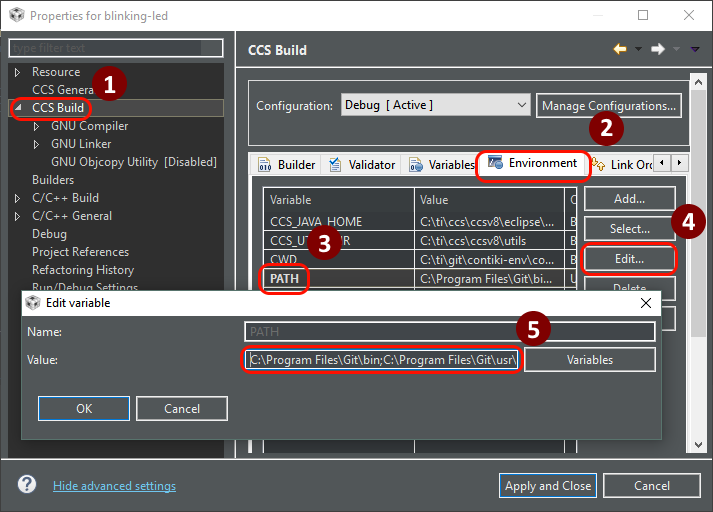 Properties for blinking-led
type filter text
Resource
CCS General
CCS Build
GNU Compiler
GNU Linker
GNU Objcopy Utility [Disabled]
Builders
C/C++ Build
C/C++ General
Debug
Project References
Refactoring History
Run/Debug Settings
1
CCS Build
Configuration:
Debug [ Active ]
Manage Configurations...
2
Builder
Validator
Variables
Environment
Link Orc
Variable
Value
CCS_JAVA_HOME
C:\ti\ccs\ccsv8\eclipse\...
B
C:\ti\ccs\ccsv8\utils
B
CWD
C:\ti\git\contiki-env\co...
B
PATH
C:\Program Files\Git\bin...
U
3
Add...
Select...
4
Edit...
Delete
Edit variable
Name:
PATH
5
Value:
C:\Program Files\Git\bin;C:\Program Files\Git\usr\
Variables
OK
Cancel
?
Hide advanced settings
Apply and Close
Cancel